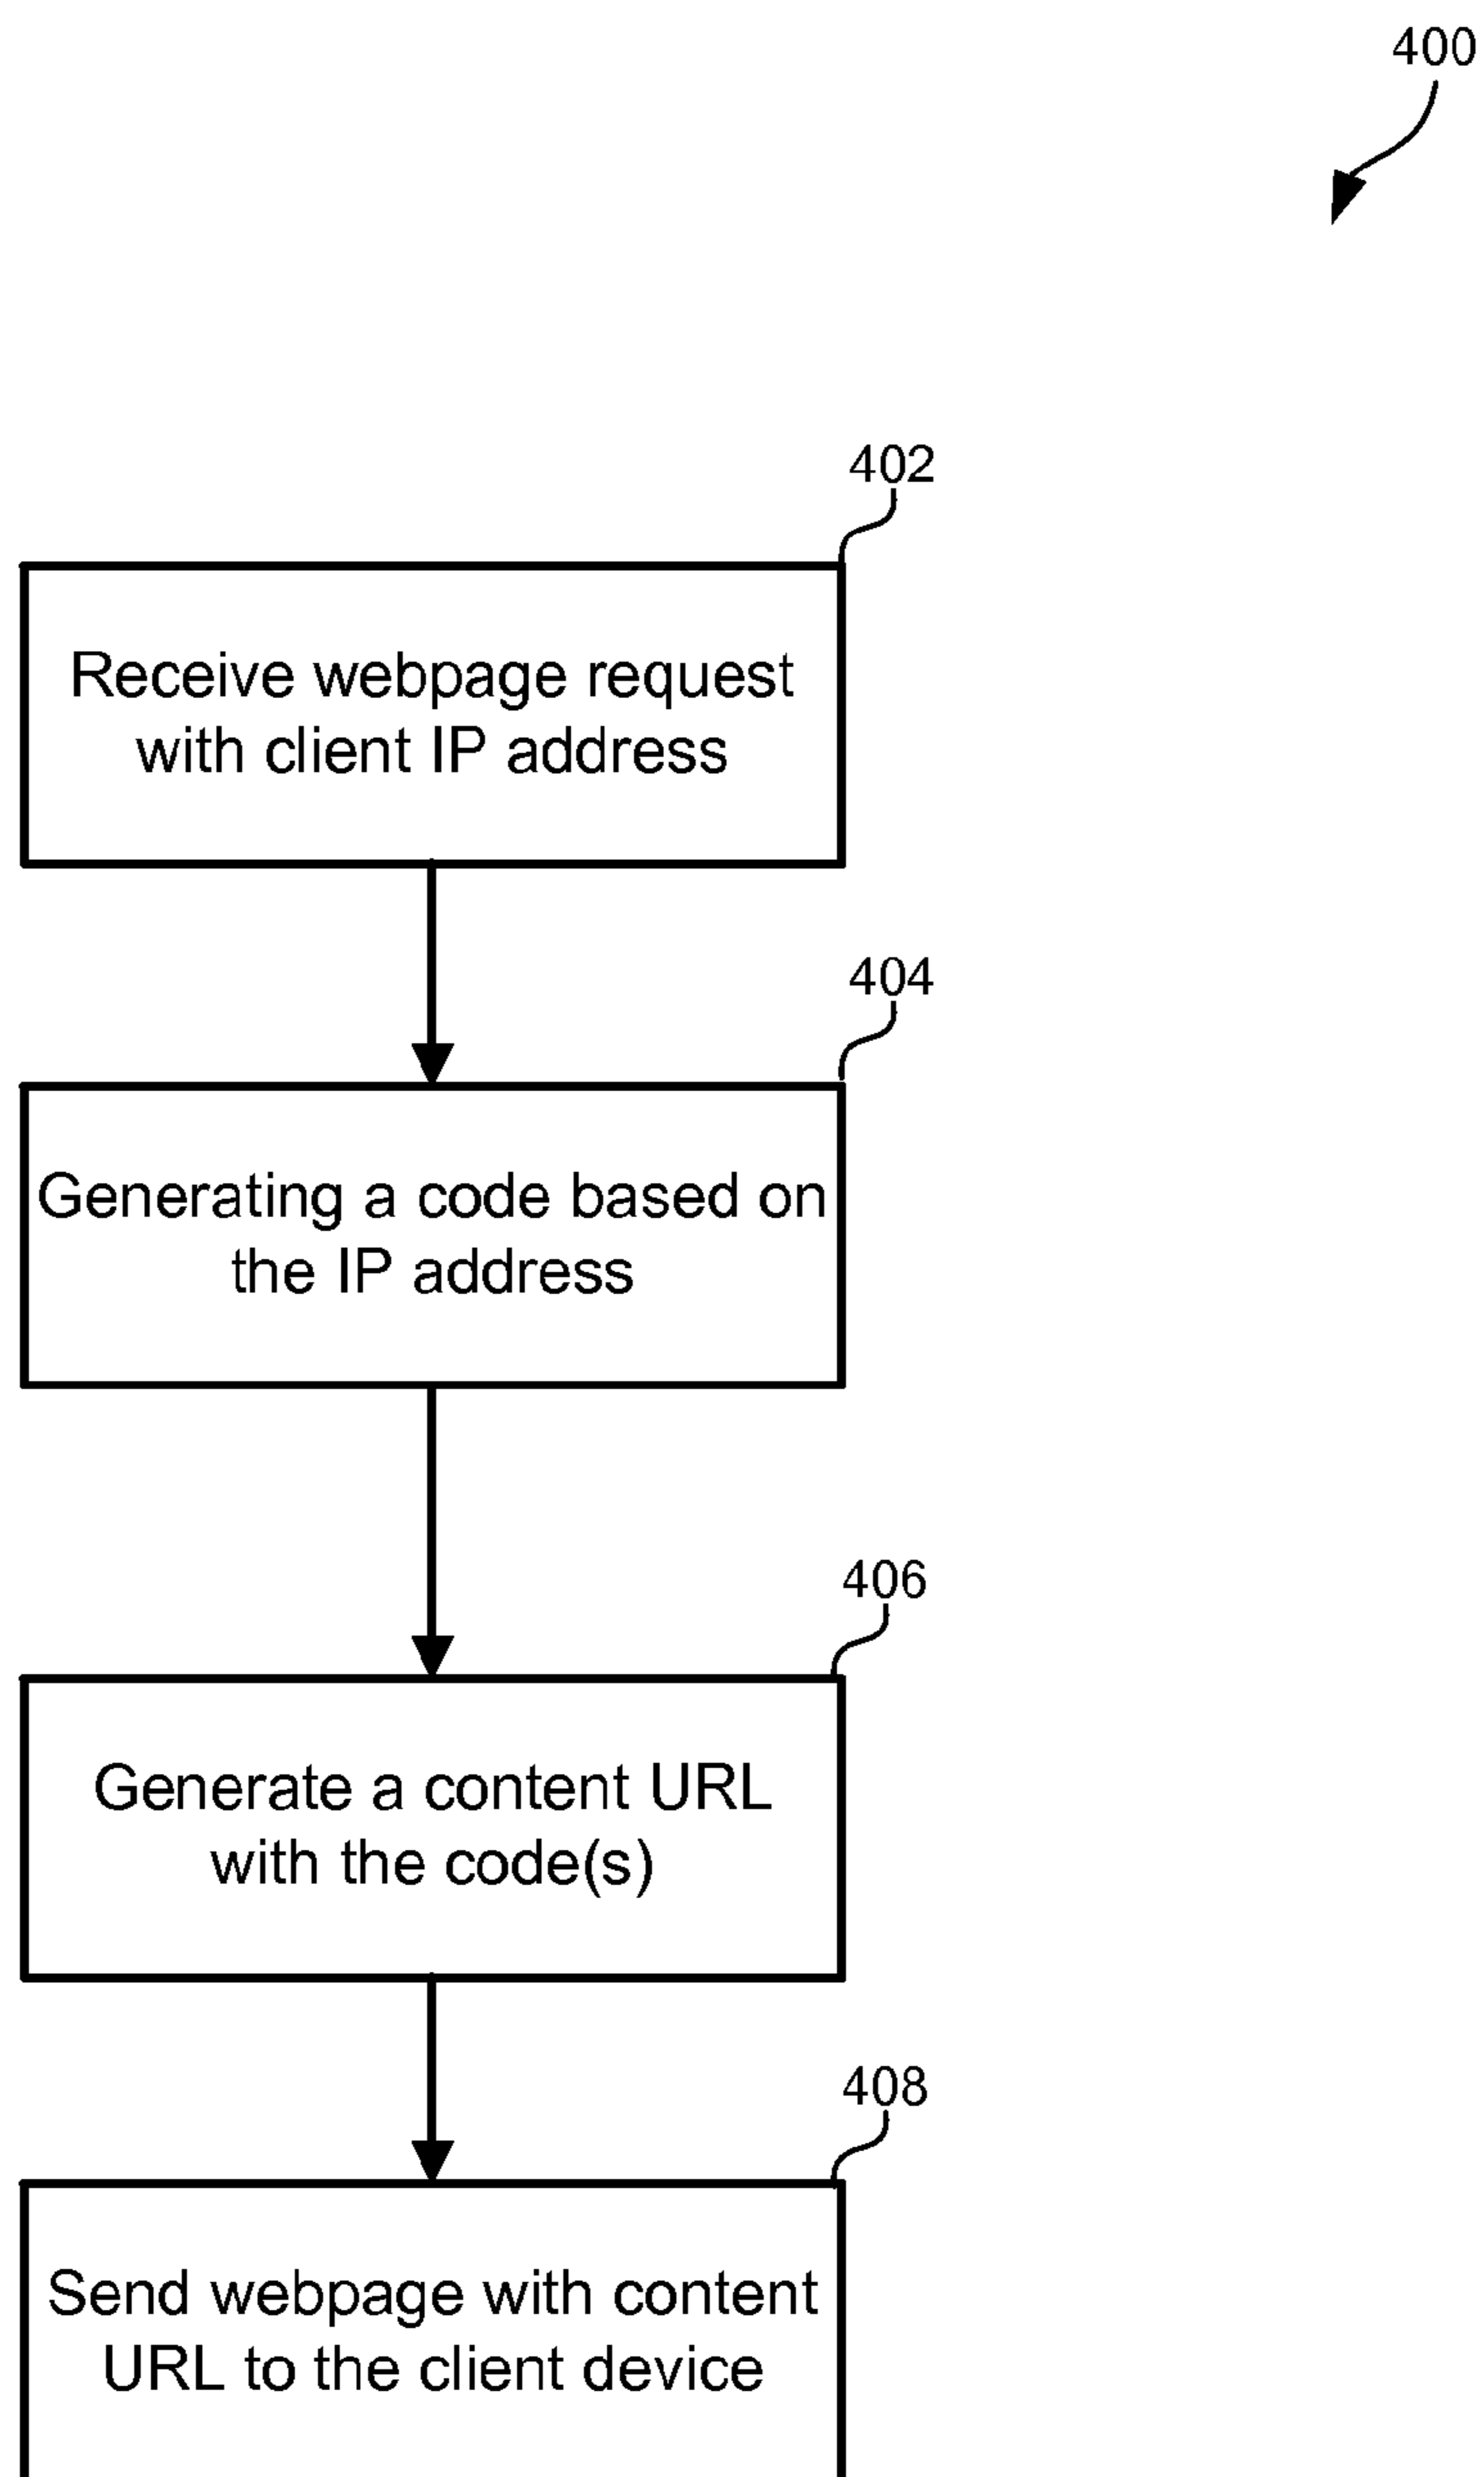 400
402
Receive webpage request
with client IP address
404
Generating a code based on
the IP address
406
Generate a content URL
with the code(s)
408
Send webpage with content
URL to the client device